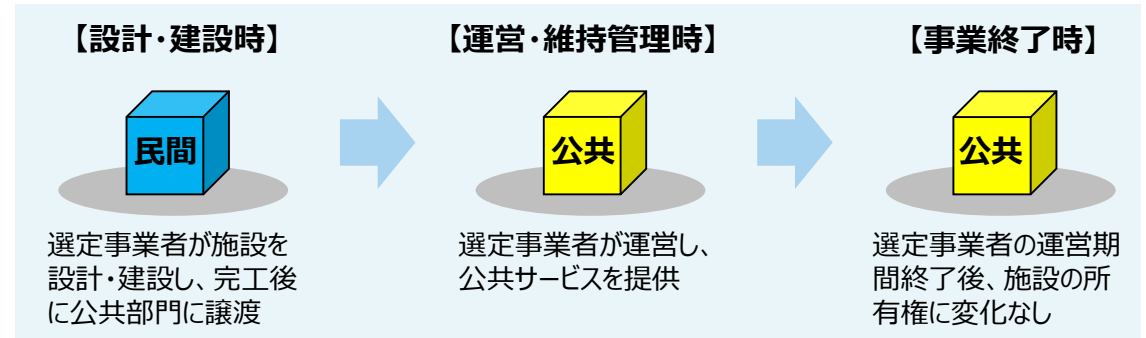 【設計・建設時】
民間
選定事業者が施設を
設計・建設し、完工後
に公共部門に譲渡
【運営・維持管理時】
公共
選定事業者が運営し、
公共サービスを提供
【事業終了時】
公共
選定事業者の運営期
間終了後、施設の所
有権に変化なし